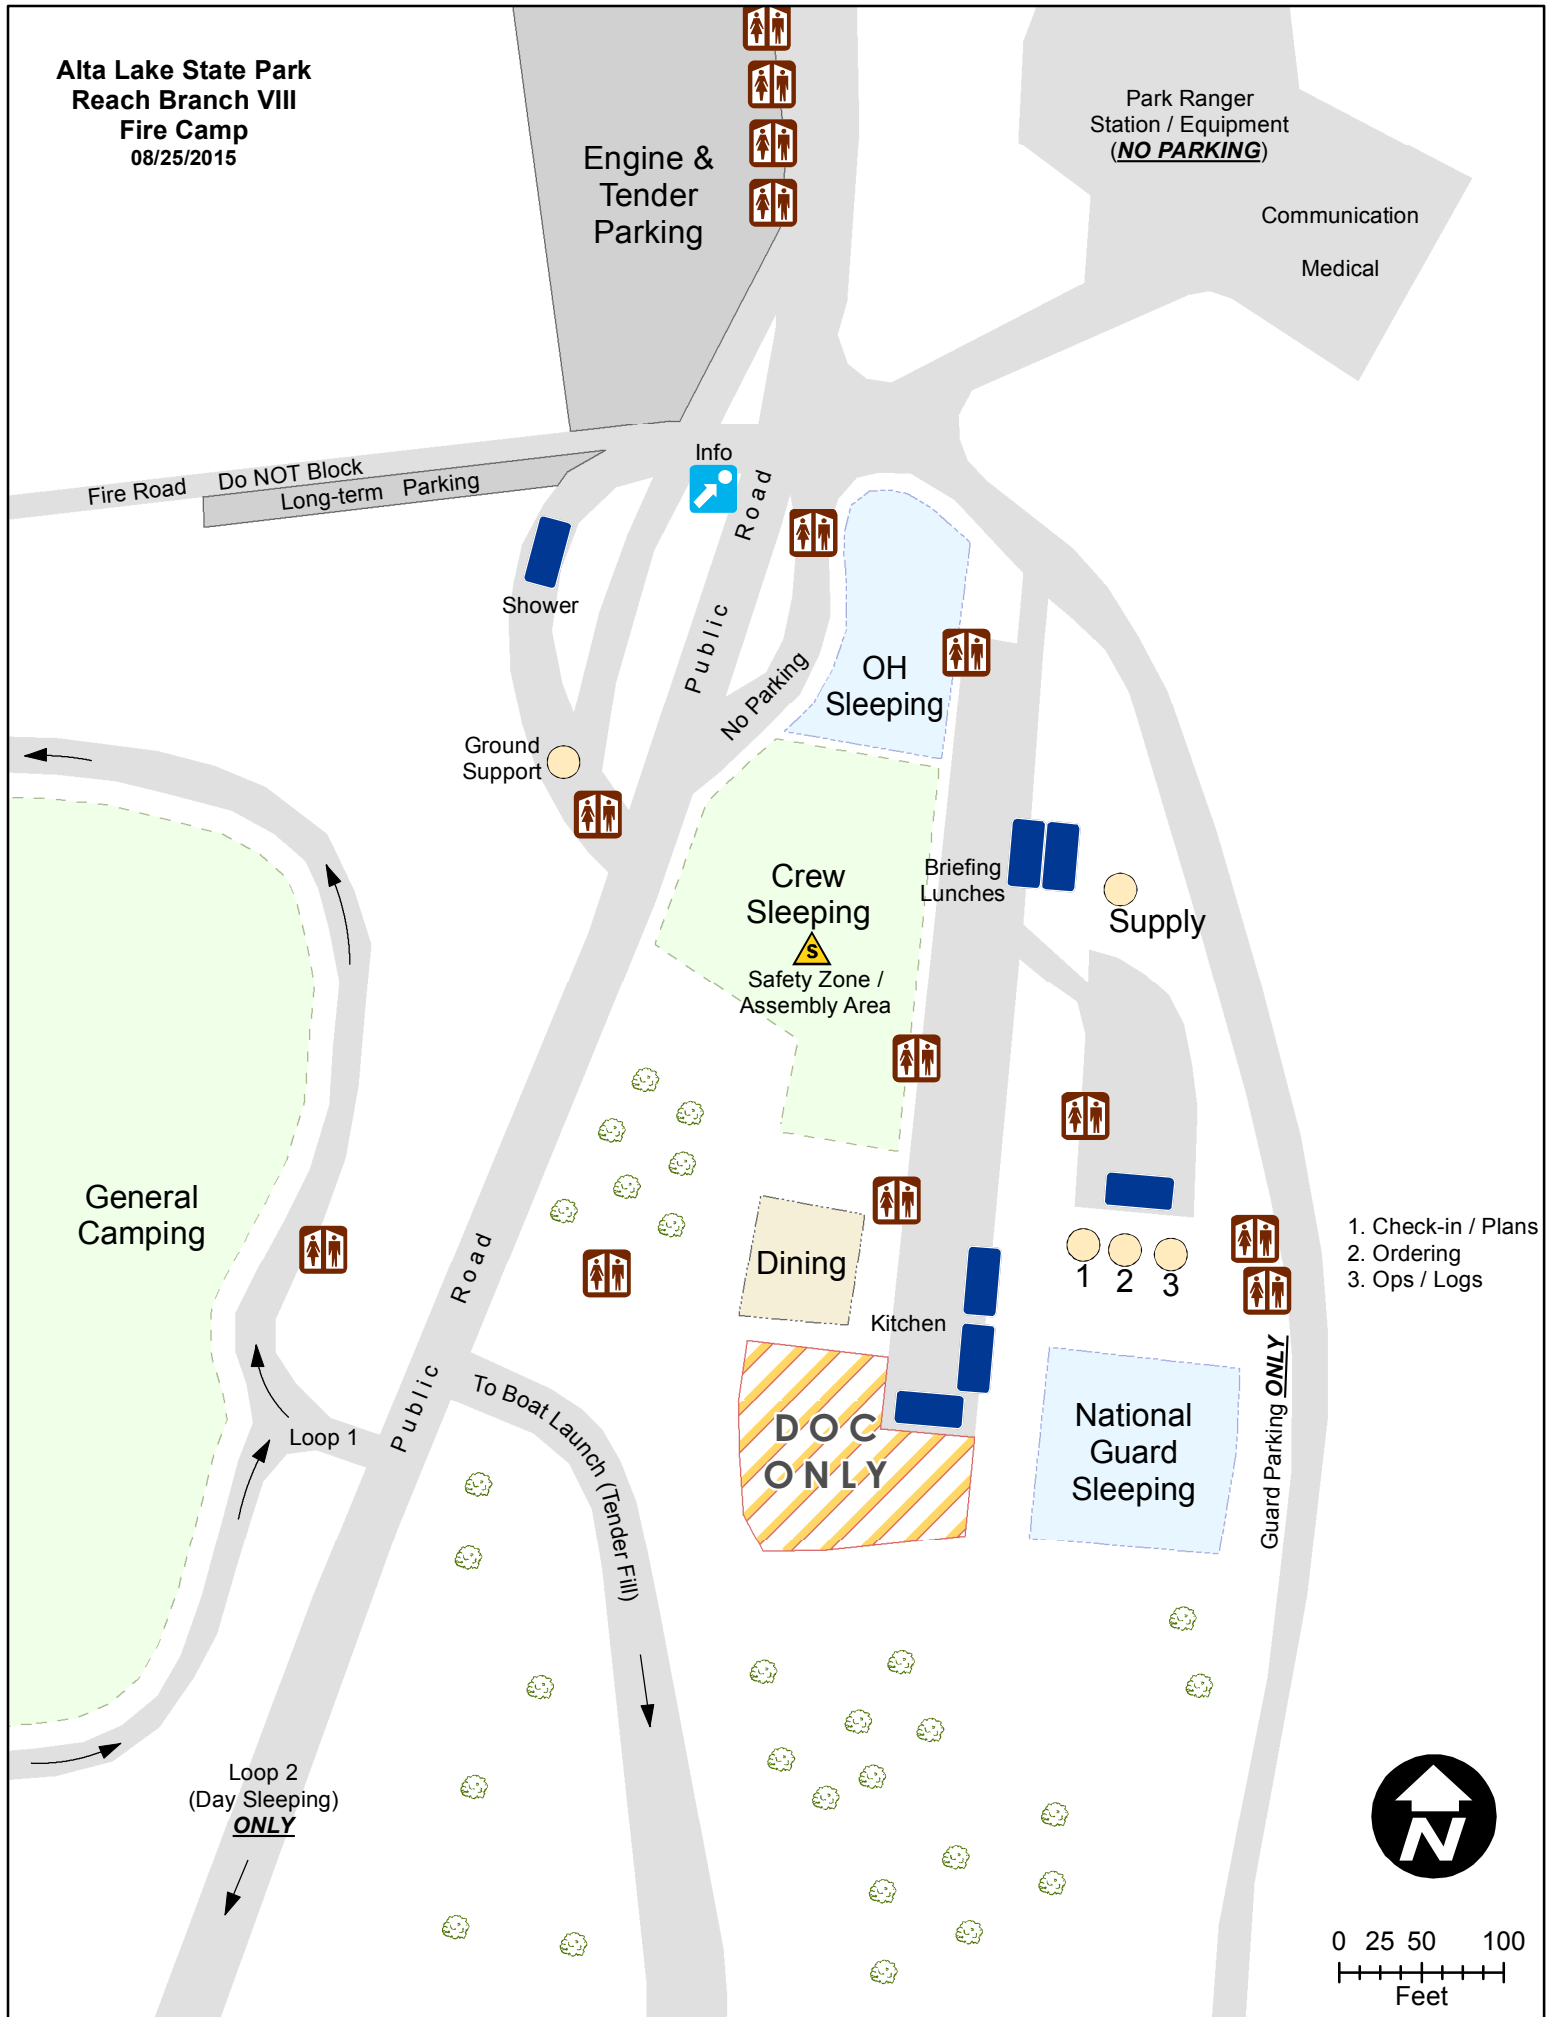 Alta Lake State Park
Reach Branch VIII
Fire Camp
08/25/2015
Engine &
Tender
Parking
Park Ranger
Station / Equipment
(NO PARKING)
Communication
Medical
Info
Fire Road
Do NOT Block
Long-term Parking
Public Road
Shower
No Parking
OH
Sleeping
Ground
Support
Crew
Sleeping
S
Safety Zone /
Assembly Area
Briefing
Lunches
Supply
General
Camping
Dining
Kitchen
1
2
3
1. Check-in / Plans
2. Ordering
3. Ops / Logs
Public Road
To Boat Launch (Tender Fill)
Loop 1
DOC
ONLY
National
Guard
Sleeping
Guard Parking ONLY
Loop 2
(Day Sleeping)
ONLY
N
0 25 50 100
Feet